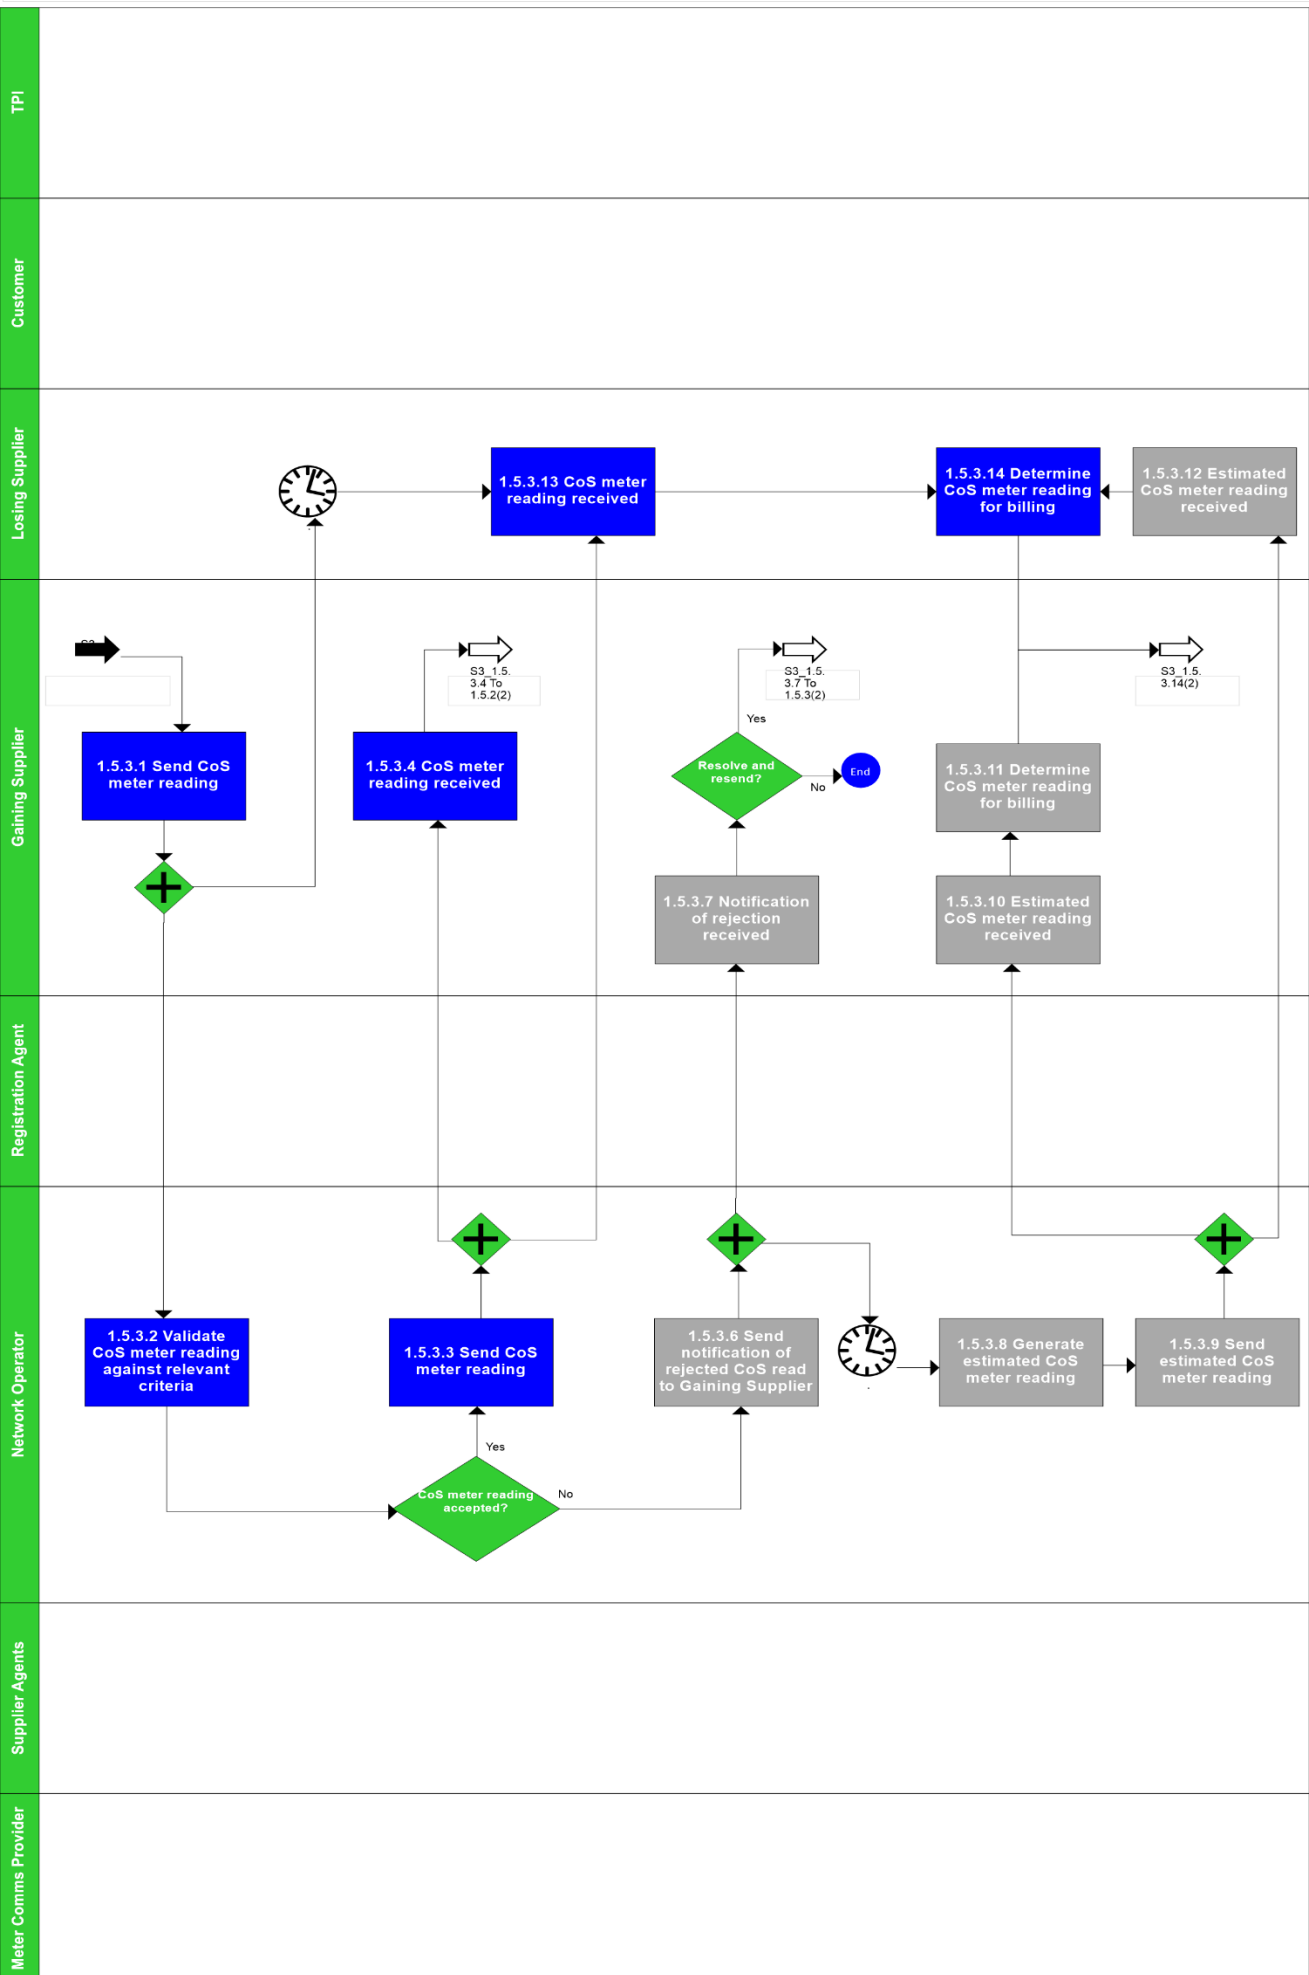 TPI
Customer
Losing Supplier
1.5.3.13 CoS meter
reading received
1.5.3.14 Determine
CoS meter reading
for billing
1.5.3.12 Estimated
CoS meter reading
received
Gaining Supplier
S3_1.5.
3.4 To
1.5.2(2)
S3_1.5.
3.7 To
1.5.3(2)
S3_1.5.
3.14(2)
1.5.3.1 Send CoS
meter reading
1.5.3.4 CoS meter
reading received
Yes
Resolve and
resend?
No
End
1.5.3.11 Determine
CoS meter reading
for billing
1.5.3.7 Notification
of rejection
received
1.5.3.10 Estimated
CoS meter reading
received
Registration Agent
Network Operator
1.5.3.2 Validate
CoS meter reading
against relevant
criteria
1.5.3.3 Send CoS
meter reading
1.5.3.6 Send
notification of
rejected CoS read
to Gaining Supplier
1.5.3.8 Generate
estimated CoS
meter reading
1.5.3.9 Send
estimated CoS
meter reading
Yes
CoS meter reading
accepted?
No
Supplier Agents
Meter Comms Provider